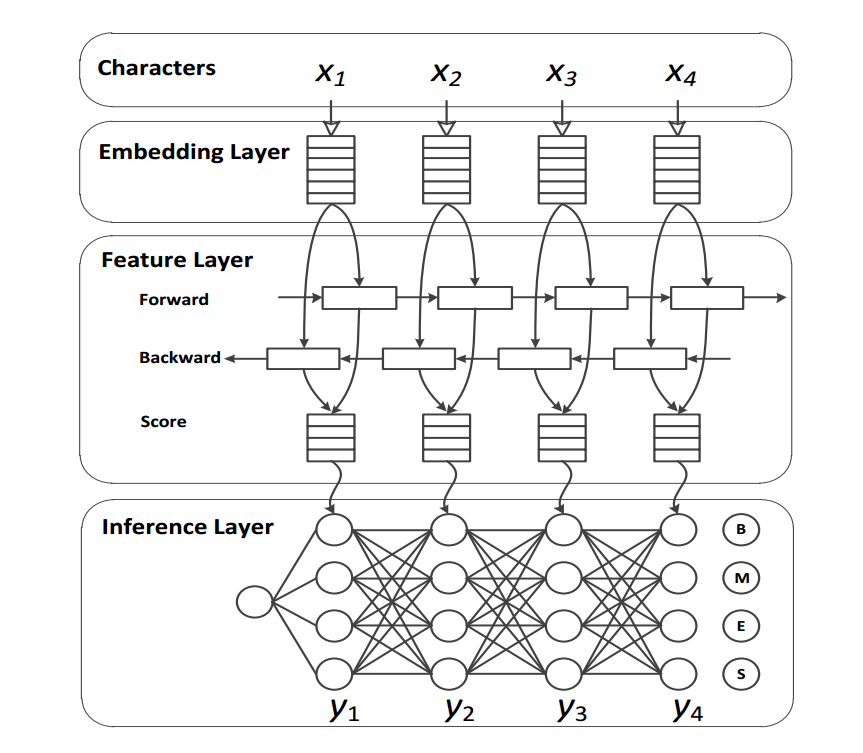 Characters
x1 x2 x3 x4
Embedding Layer
Feature Layer
Forward
Backward
Score
Inference Layer
B
M
E
S
y1 y2 y3 y4